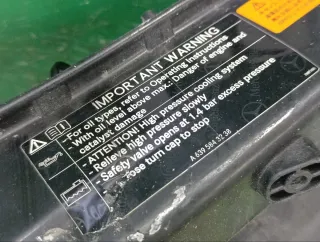 IMPORTANT WARNING
- For oil types, refer to Operating Instructions
- With oil level above max.: Danger of engine and
catalyst damage
ATTENTION! High pressure cooling system
- Relieve high pressure slowly
- Safety valve opens at 1.4 bar excess pressure
close turn cap to stop
A 639 584 32 38